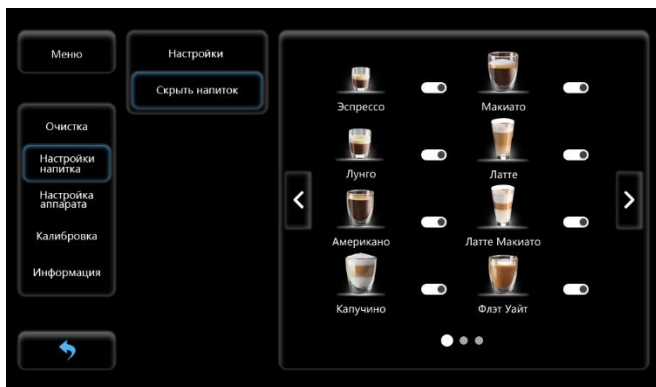 Меню
Очистка
Настройки
напитка
Настройка
аппарата
Калибровка
Информация
Настройки
Скрыть напиток
Эспрессо
Макиато
Лунго
Латте
Американо
Латте Макиато
Капучино
Флэт Уайт